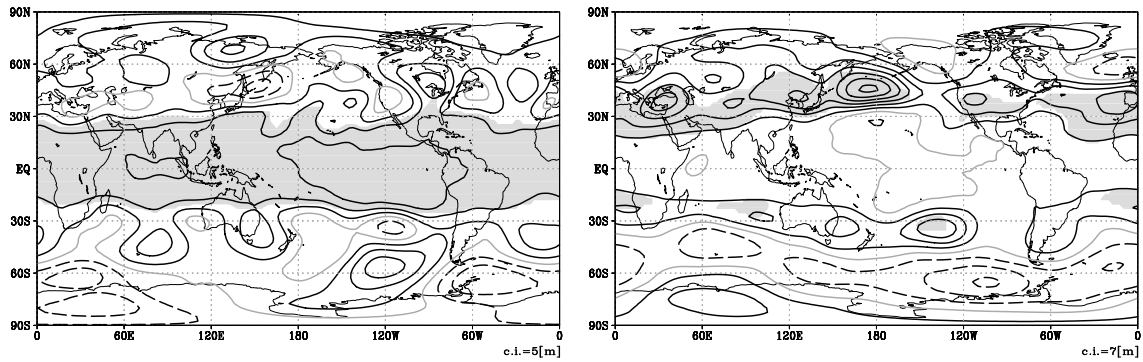 90N 90N
60N 60N
30N 30N
EQ EQ
30S 30S
60S 60S
90S 90S
0 60E 120E 180 120W 60W 0 0 60E 120E 180 120W 60W 0
c.i.=5[m] c.i.=7[m]